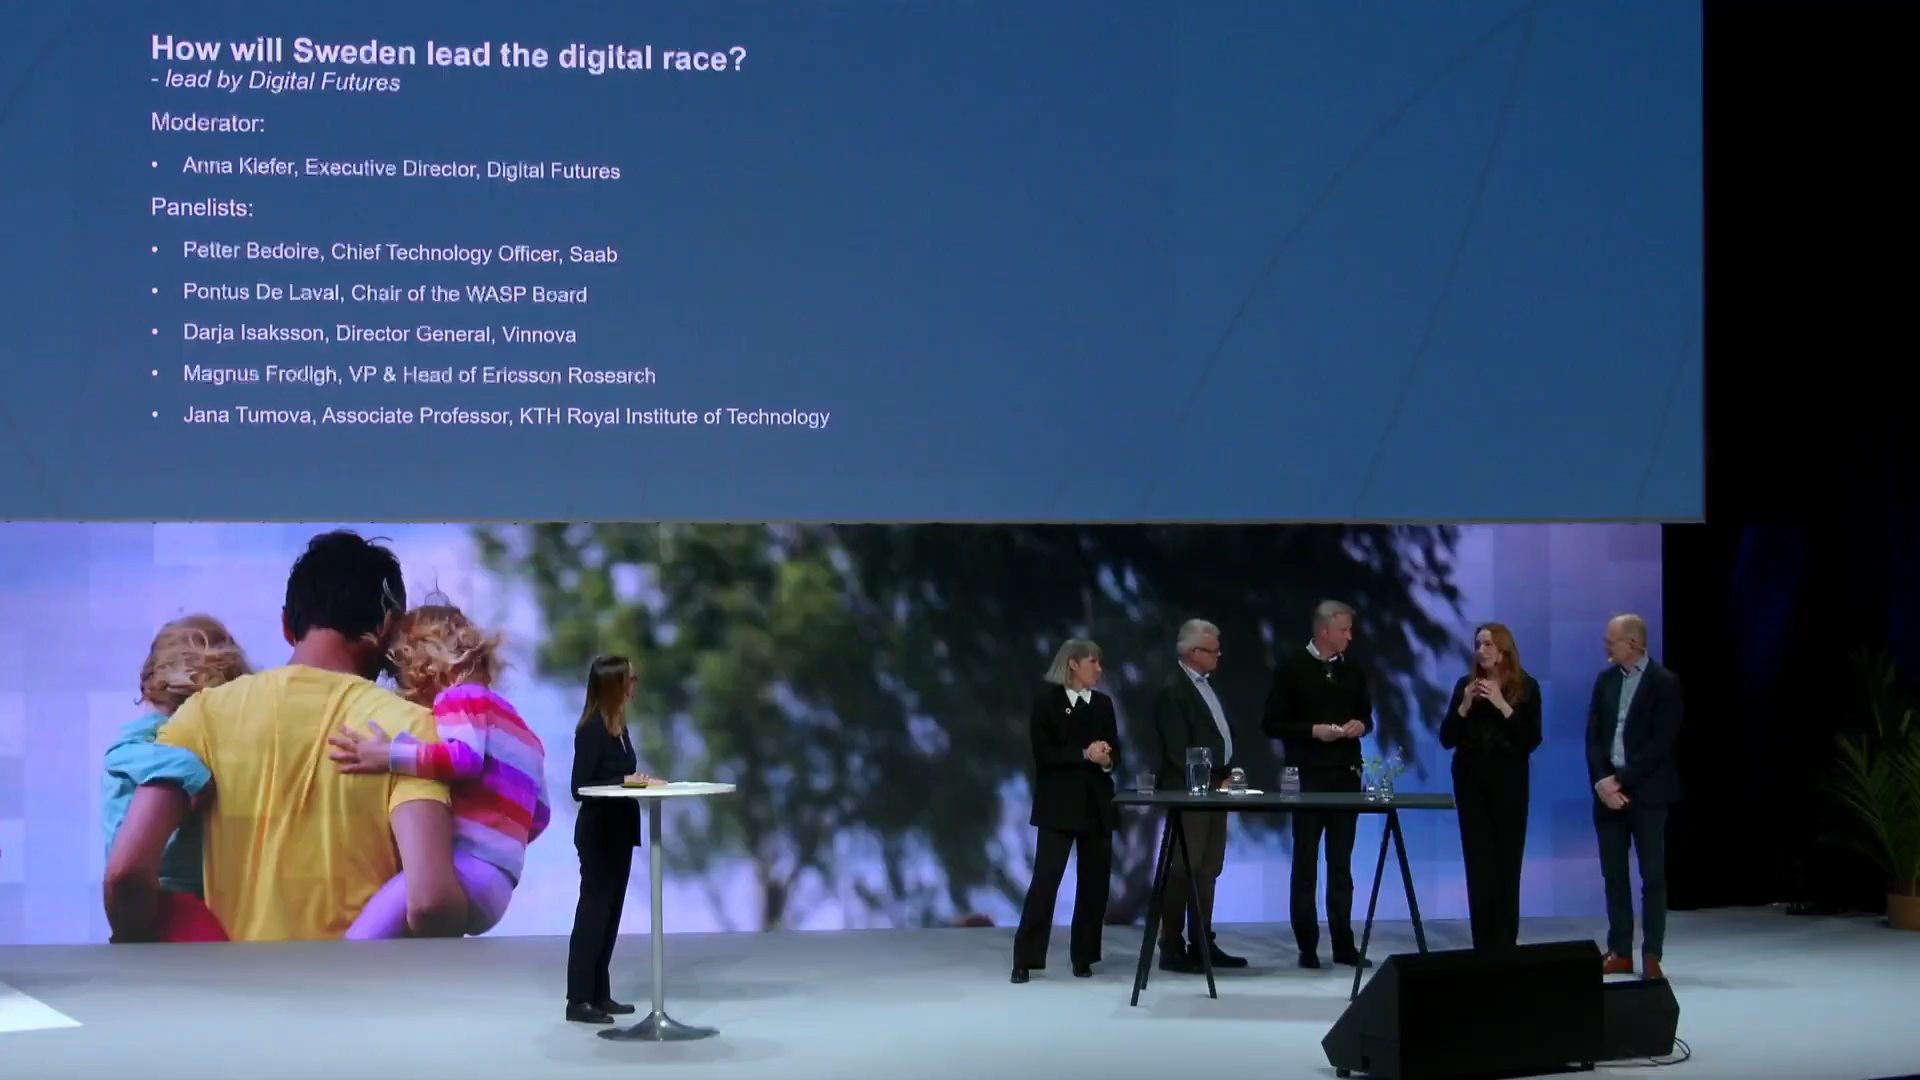 How will Sweden lead the digital race?
- lead by Digital Futures
Moderator:
• Anna Kiefer, Executive Director, Digital Futures
Panelists:
• Petter Bedoire, Chief Technology Officer, Saab
• Pontus De Laval, Chair of the WASP Board
• Darja Isaksson, Director General, Vinnova
• Magnus Frodigh, VP & Head of Ericsson Research
• Jana Tumova, Associate Professor, KTH Royal Institute of Technology